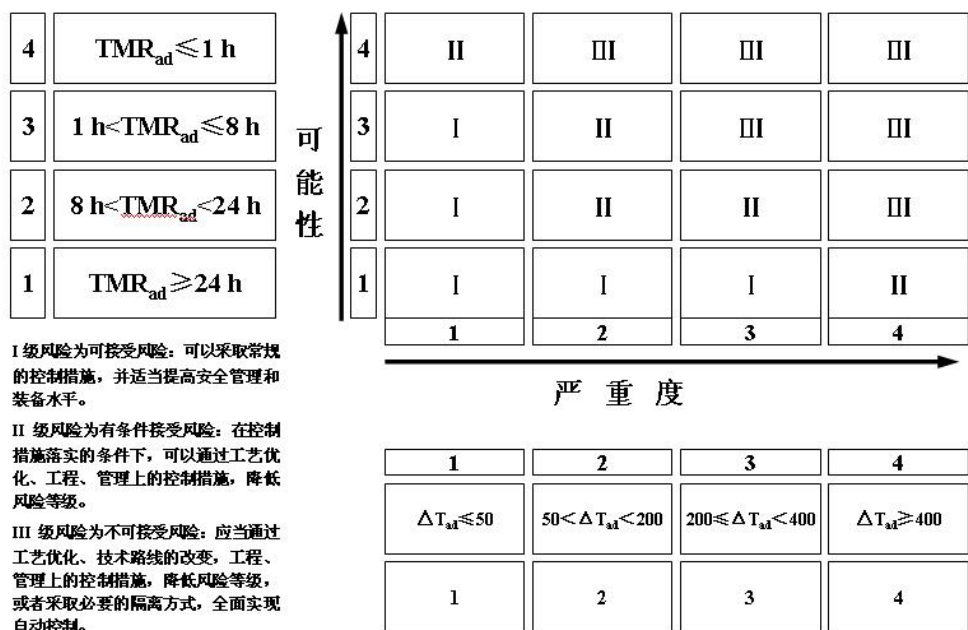 4 TMRad≤1 h
3 1 h<TMRad≤8 h
2 8 h<TMRad<24 h
1 TMRad≥24 h
可能性
4 II III III III
3 I II III III
2 I II II III
1 I I I II
1 2 3 4
严重度
I 级风险为可接受风险：可以采取常规
的控制措施，并适当提高安全管理和
装备水平。
II 级风险为有条件接受风险：在控制
措施落实的条件下，可以通过工艺优
化、工程、管理上的控制措施，降低
风险等级。
III 级风险为不可接受风险：应当通过
工艺优化、技术路线的改变，工程、
管理上的控制措施，降低风险等级，
或者采取必要的隔离方式，全面实现
自动控制。
1 2 3 4
△Tad≤50 50<△Tad<200 200≤△Tad<400 △Tad≥400
1 2 3 4